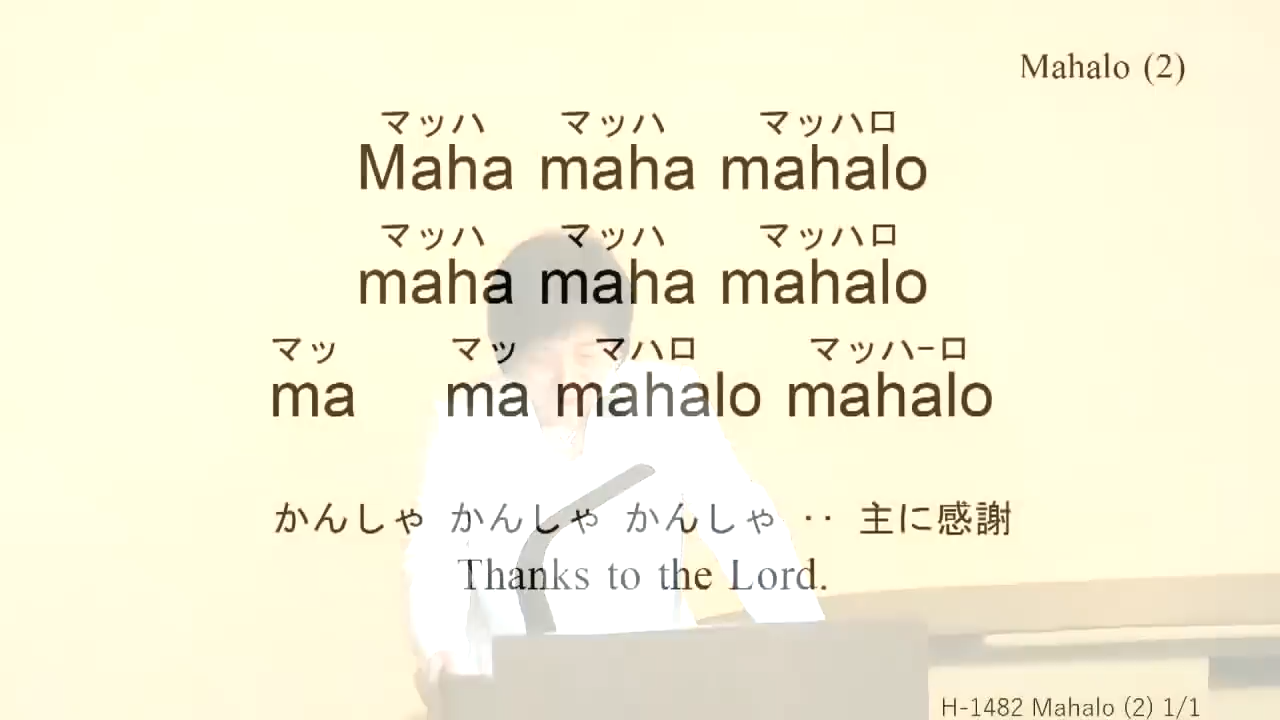 Mahalo (2)
マッハ マッハ マッハロ
Maha maha mahalo
マッハ マッハ マッハロ
maha maha mahalo
マッ マッ マハロ マッハーロ
ma ma mahalo mahalo
かんしゃ かんしゃ かんしゃ ‥ 主に感謝
Thanks to the Lord.
H-1482 Mahalo (2) 1/1